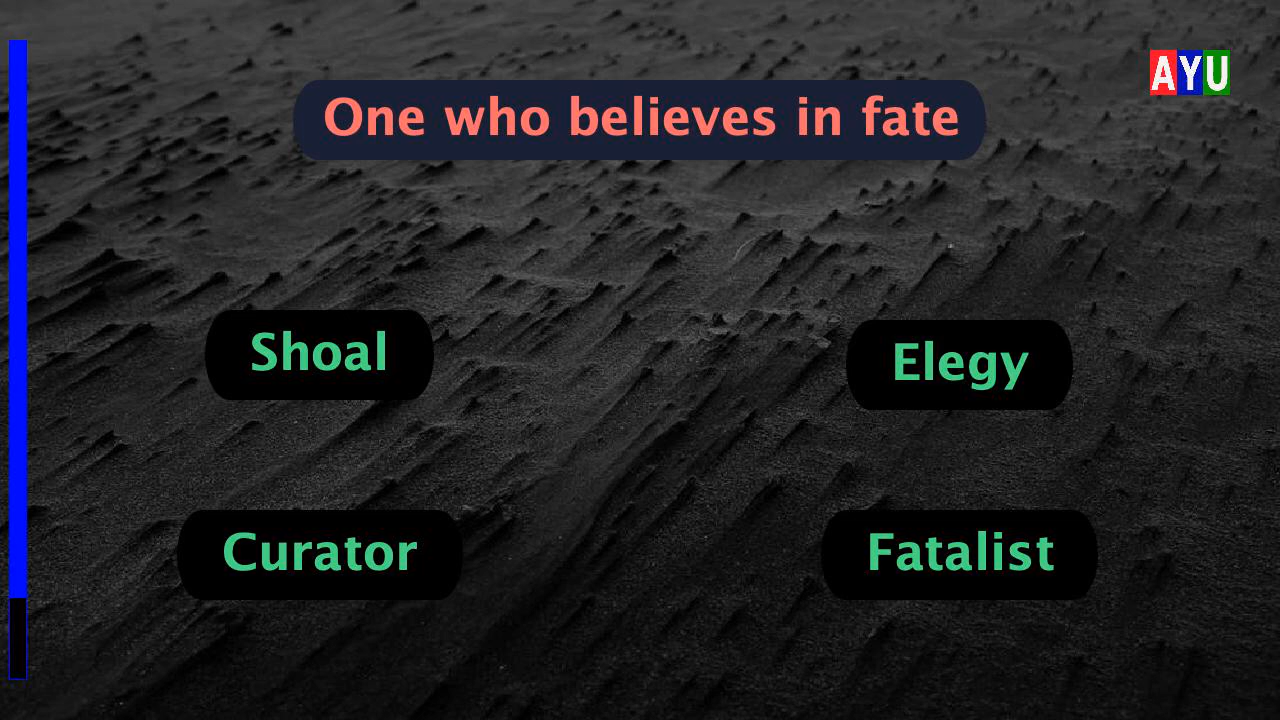 AYU
One who believes in fate
Shoal
Elegy
Curator
Fatalist